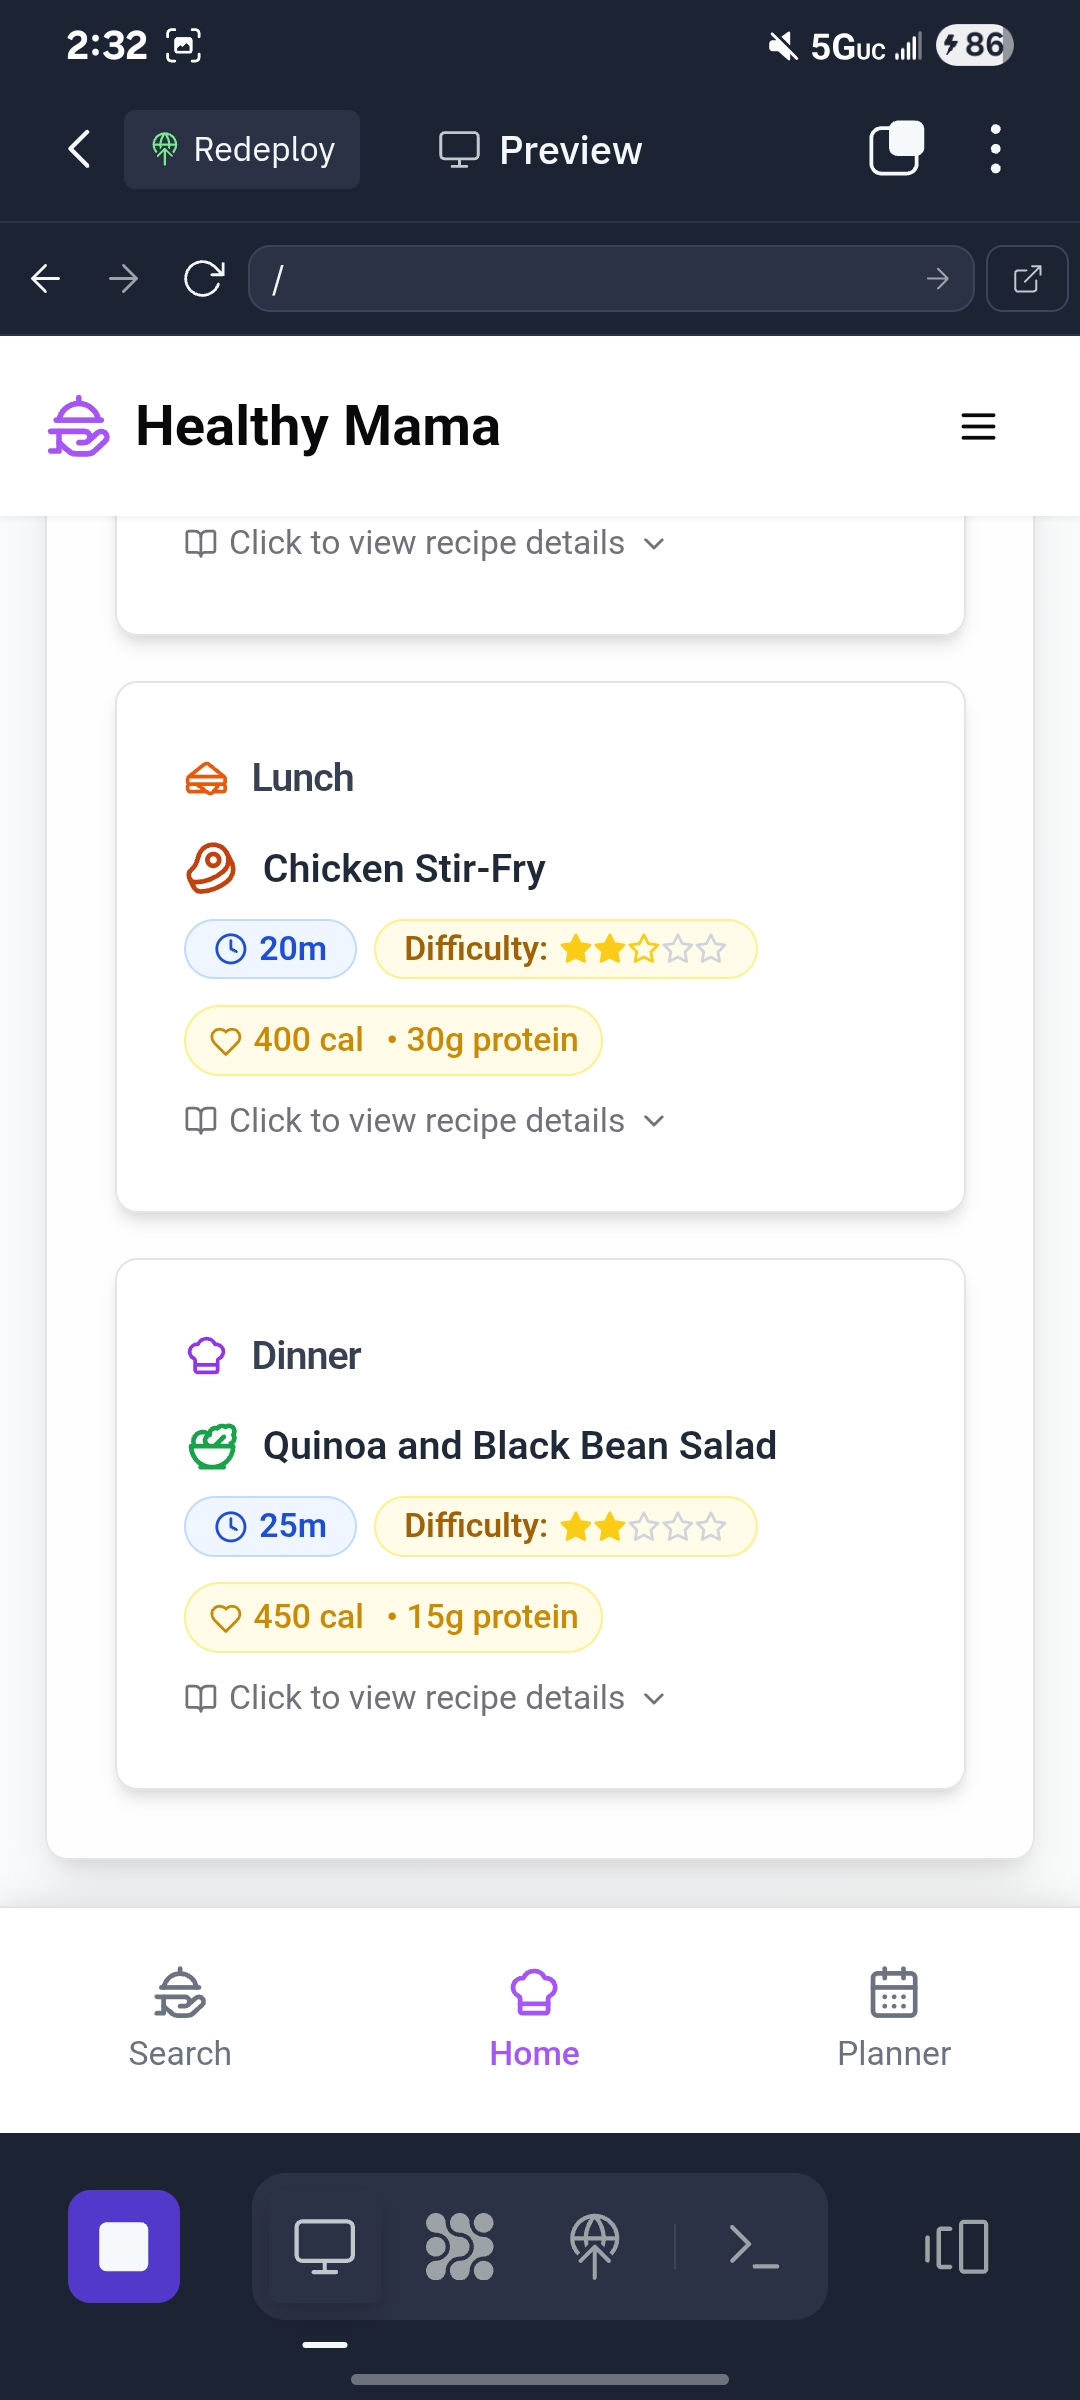 2:32 5Guc 86
Redeploy Preview
/
Healthy Mama
Click to view recipe details
Lunch
Chicken Stir-Fry
20m Difficulty:
400 cal • 30g protein
Click to view recipe details
Dinner
Quinoa and Black Bean Salad
25m Difficulty:
450 cal • 15g protein
Click to view recipe details
Search Home Planner